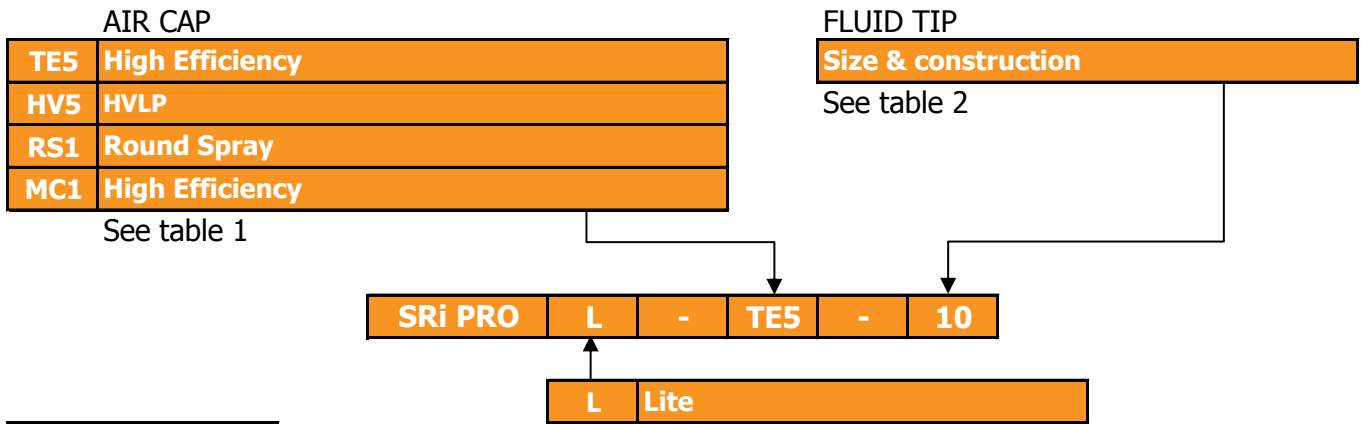 AIR CAP
TE5 High Efficiency
HV5 HVLP
RS1 Round Spray
MC1 High Efficiency
See table 1
FLUID TIP
Size & construction
See table 2
SRi PRO L - TE5 - 10
L Lite